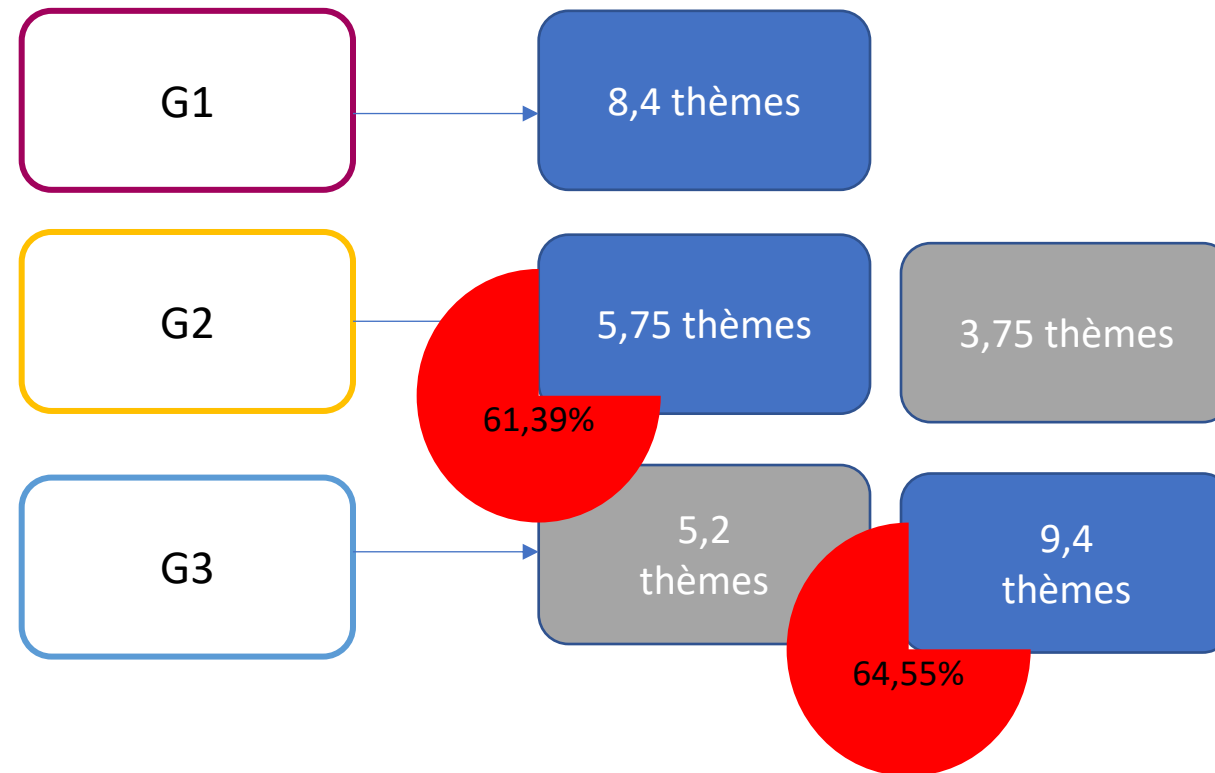 G1
8,4 thèmes
G2
5,75 thèmes
3,75 thèmes
61,39%
G3
5,2
thèmes
9,4
thèmes
64,55%